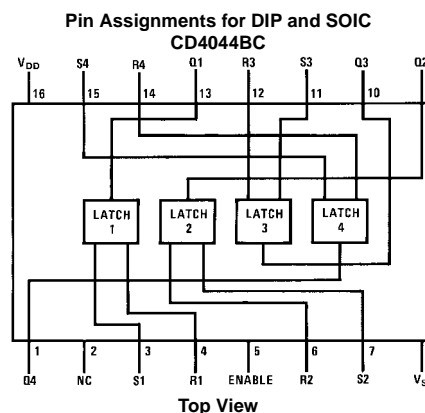 Pin Assignments for DIP and SOIC
CD4044BC
VDD S4 R4 Q1 R3 S3 Q3 Q2
16 15 14 13 12 11 10
LATCH 1 LATCH 2 LATCH 3 LATCH 4
1 2 3 4 5 6 7
Q4 NC S1 R1 ENABLE R2 S2
Top View